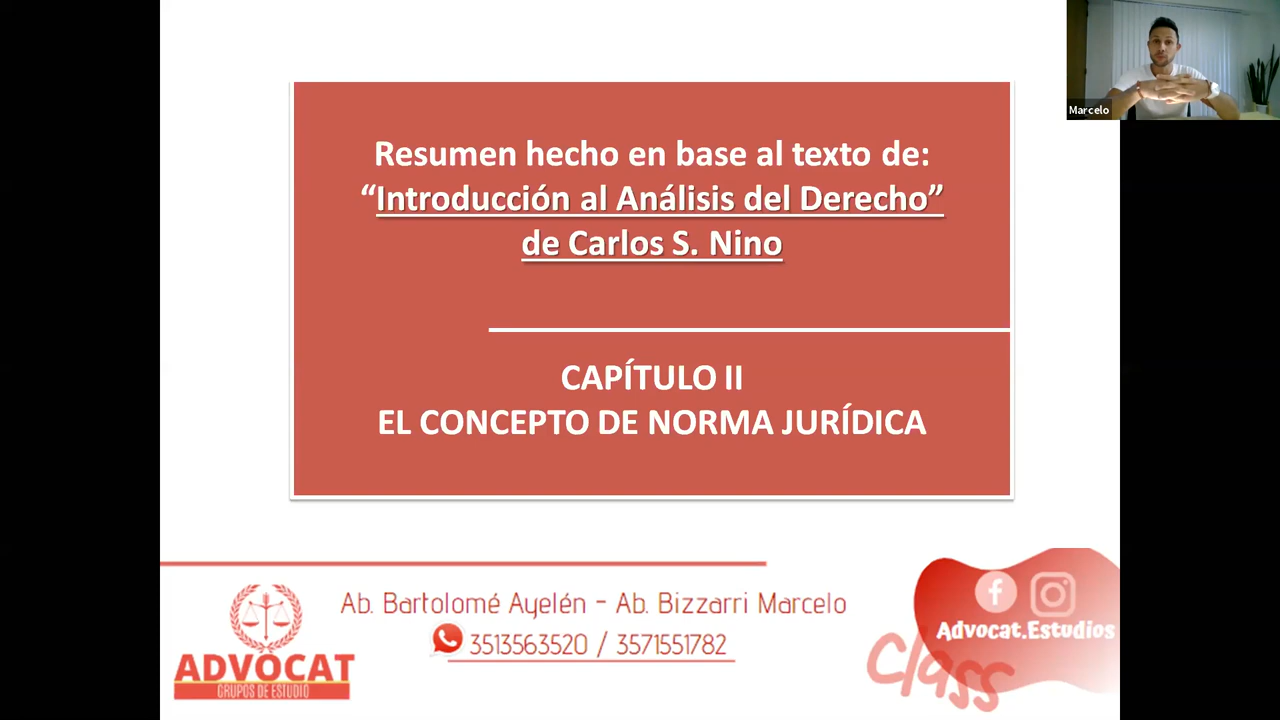 Marcelo
Resumen hecho en base al texto de:
“Introducción al Análisis del Derecho”
de Carlos S. Nino
CAPÍTULO II
EL CONCEPTO DE NORMA JURÍDICA
Ab. Bartolomé Ayelén - Ab. Bizzarri Marcelo
3513563520 / 3571551782
ADVOCAT
GRUPOS DE ESTUDIO
Advocat.Estudios
class